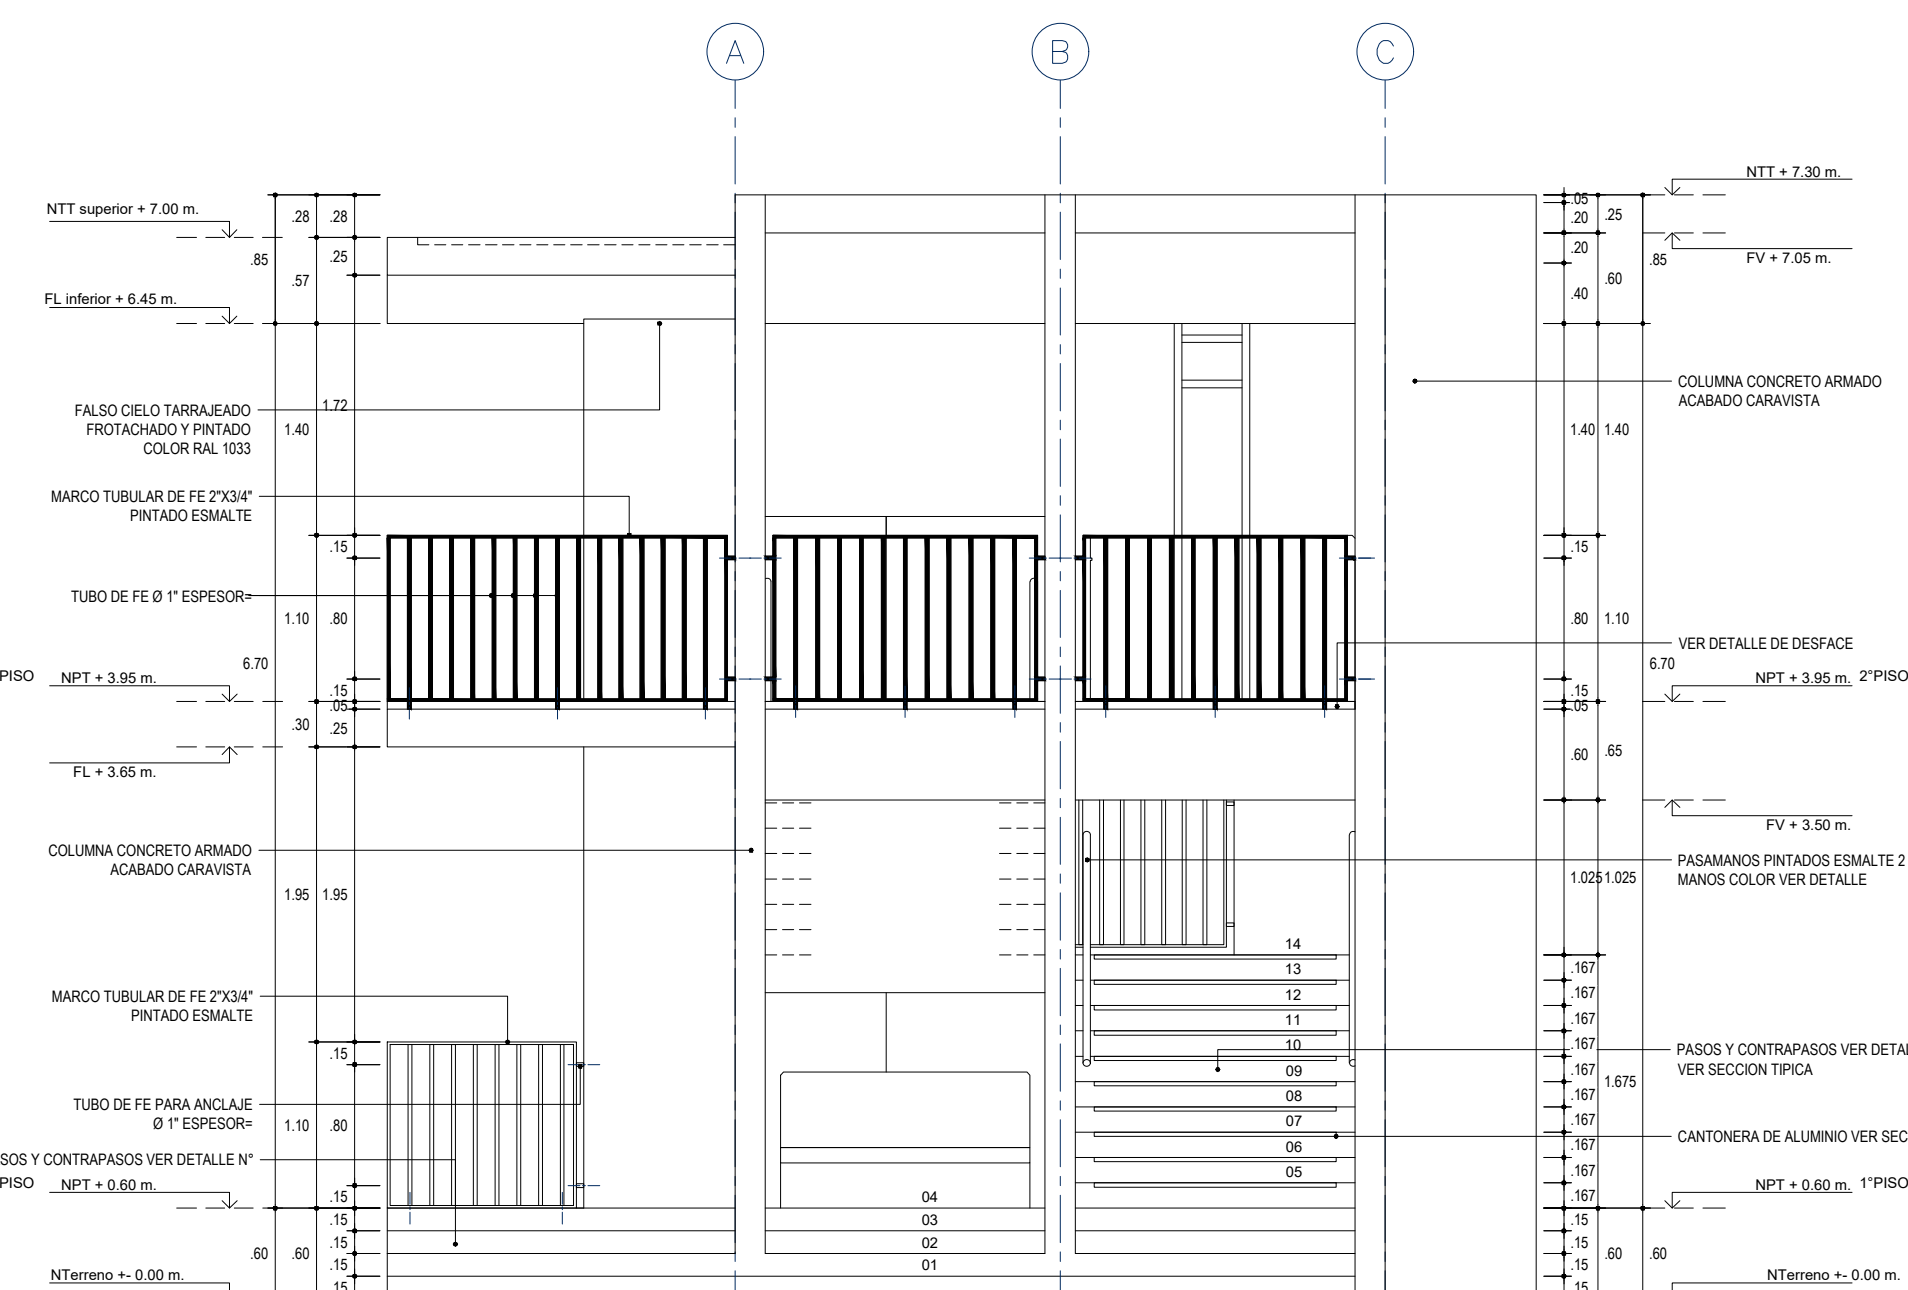 A
B
C
NTT superior + 7.00 m.
FL inferior + 6.45 m.
FALSO CIELO TARRAJEADO
FROTACHADO Y PINTADO
COLOR RAL 1033
MARCO TUBULAR DE FE 2"X3/4"
PINTADO ESMALTE
TUBO DE FE Ø 1" ESPESOR=
PISO
NPT + 3.95 m.
FL + 3.65 m.
COLUMNA CONCRETO ARMADO
ACABADO CARAVISTA
MARCO TUBULAR DE FE 2"X3/4"
PINTADO ESMALTE
TUBO DE FE PARA ANCLAJE
Ø 1" ESPESOR=
SOS Y CONTRAPASOS VER DETALLE N°
PISO
NPT + 0.60 m.
NTerreno +- 0.00 m.
.85
6.70
.60
.28
.57
1.40
1.10
.30
1.95
1.10
.60
.28
.25
1.72
.15
.80
.15
.05
.25
1.95
.15
.80
.15
.15
.15
.15
.15
04
03
02
01
14
13
12
11
10
09
08
07
06
05
.05
.20
.20
.40
1.40
.15
.80
.15
.05
.60
1.025
.167
.167
.167
.167
.167
.167
.167
.167
.167
.167
.15
.15
.15
.15
.25
.60
1.40
1.10
.65
1.025
1.675
.60
.85
6.70
.60
NTT + 7.30 m.
FV + 7.05 m.
COLUMNA CONCRETO ARMADO
ACABADO CARAVISTA
VER DETALLE DE DESFACE
NPT + 3.95 m.
2°PISO
FV + 3.50 m.
PASAMANOS PINTADOS ESMALTE 2
MANOS COLOR VER DETALLE
PASOS Y CONTRAPASOS VER DETAL
VER SECCION TIPICA
CANTONERA DE ALUMINIO VER SEC
NPT + 0.60 m.
1°PISO
NTerreno +- 0.00 m.